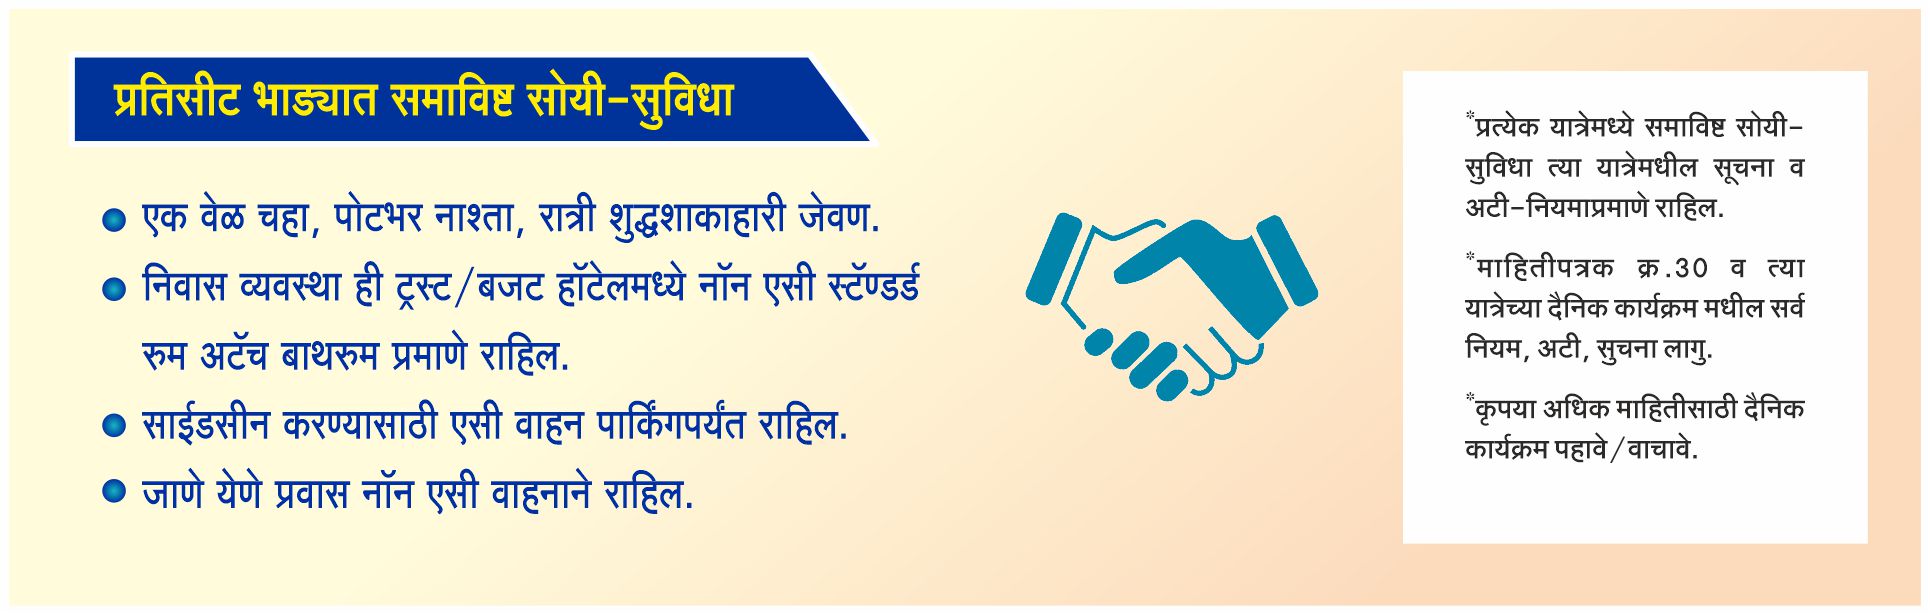 प्रतिसीट भाड्यात समाविष्ट सोयी-सुविधा
एक वेळ चहा, पोटभर नाश्ता, रात्री शुद्धशाकाहारी जेवण.
निवास व्यवस्था ही ट्रस्ट/बजट हॉटेलमध्ये नॉन एसी स्टॅण्डर्ड
रुम अटॅच बाथरुम प्रमाणे राहिल.
साईडसीन करण्यासाठी एसी वाहन पार्किंगपर्यंत राहिल.
जाणे येणे प्रवास नॉन एसी वाहनाने राहिल.
*प्रत्येक यात्रेमध्ये समाविष्ट सोयी-
सुविधा त्या यात्रेमधील सूचना व
अटी-नियमाप्रमाणे राहिल.
*माहितीपत्रक क्र.30 व त्या
यात्रेच्या दैनिक कार्यक्रम मधील सर्व
नियम, अटी, सुचना लागु.
*कृपया अधिक माहितीसाठी दैनिक
कार्यक्रम पहावे/वाचावे.